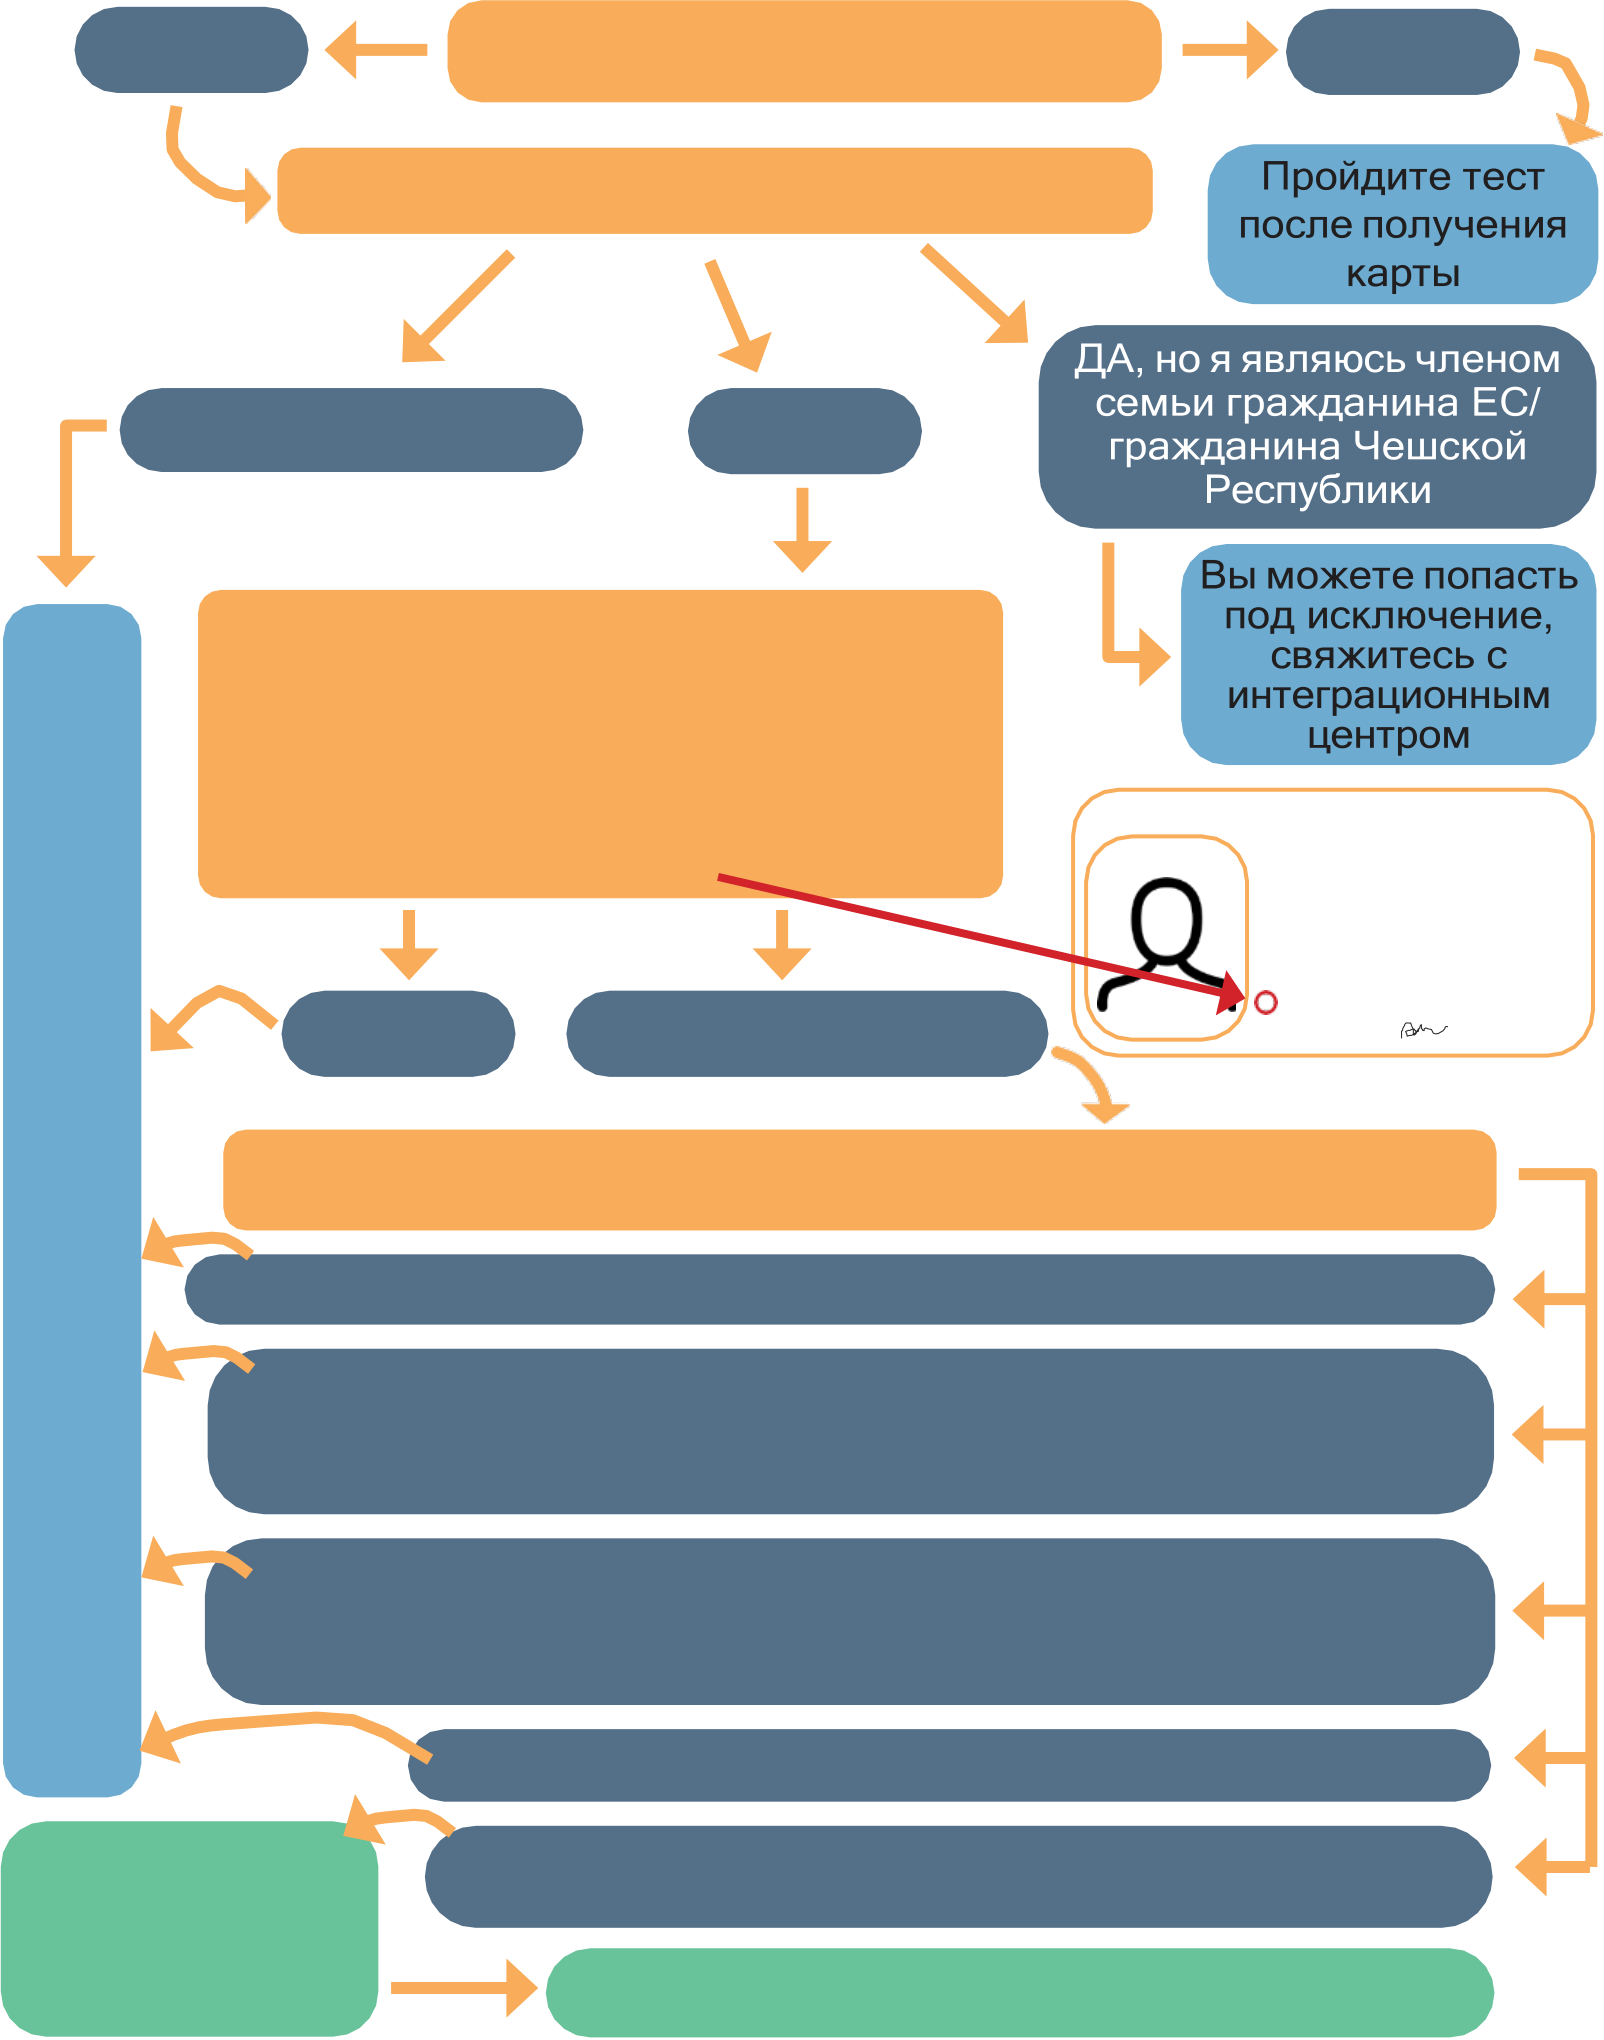 Пройдите тест
после получения
карты
ДА, но я являюсь членом
семьи гражданина ЕС/
гражданина Чешской
Республики
Вы можете попасть
под исключение,
свяжитесь с
интеграционным
центром